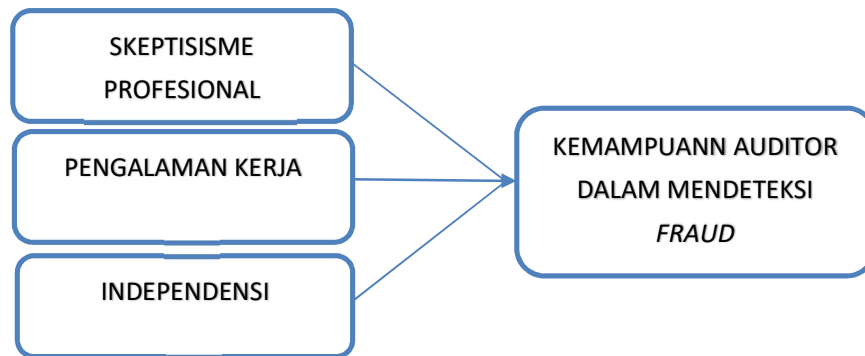 SKEPTISISME
PROFESIONAL
PENGALAMAN KERJA
INDEPENDENSI
KEMAMPUANN AUDITOR
DALAM MENDETEKSI
FRAUD